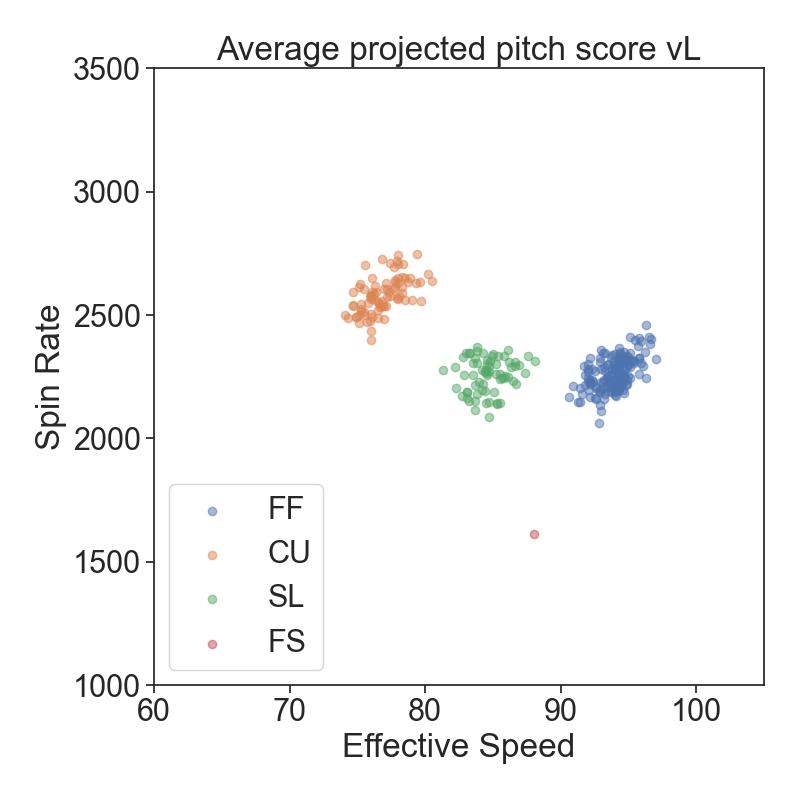 Average projected pitch score vL
3500
3000
2500
2000
1500
1000
Spin Rate
FF
CU
SL
FS
60 70 80 90 100
Effective Speed